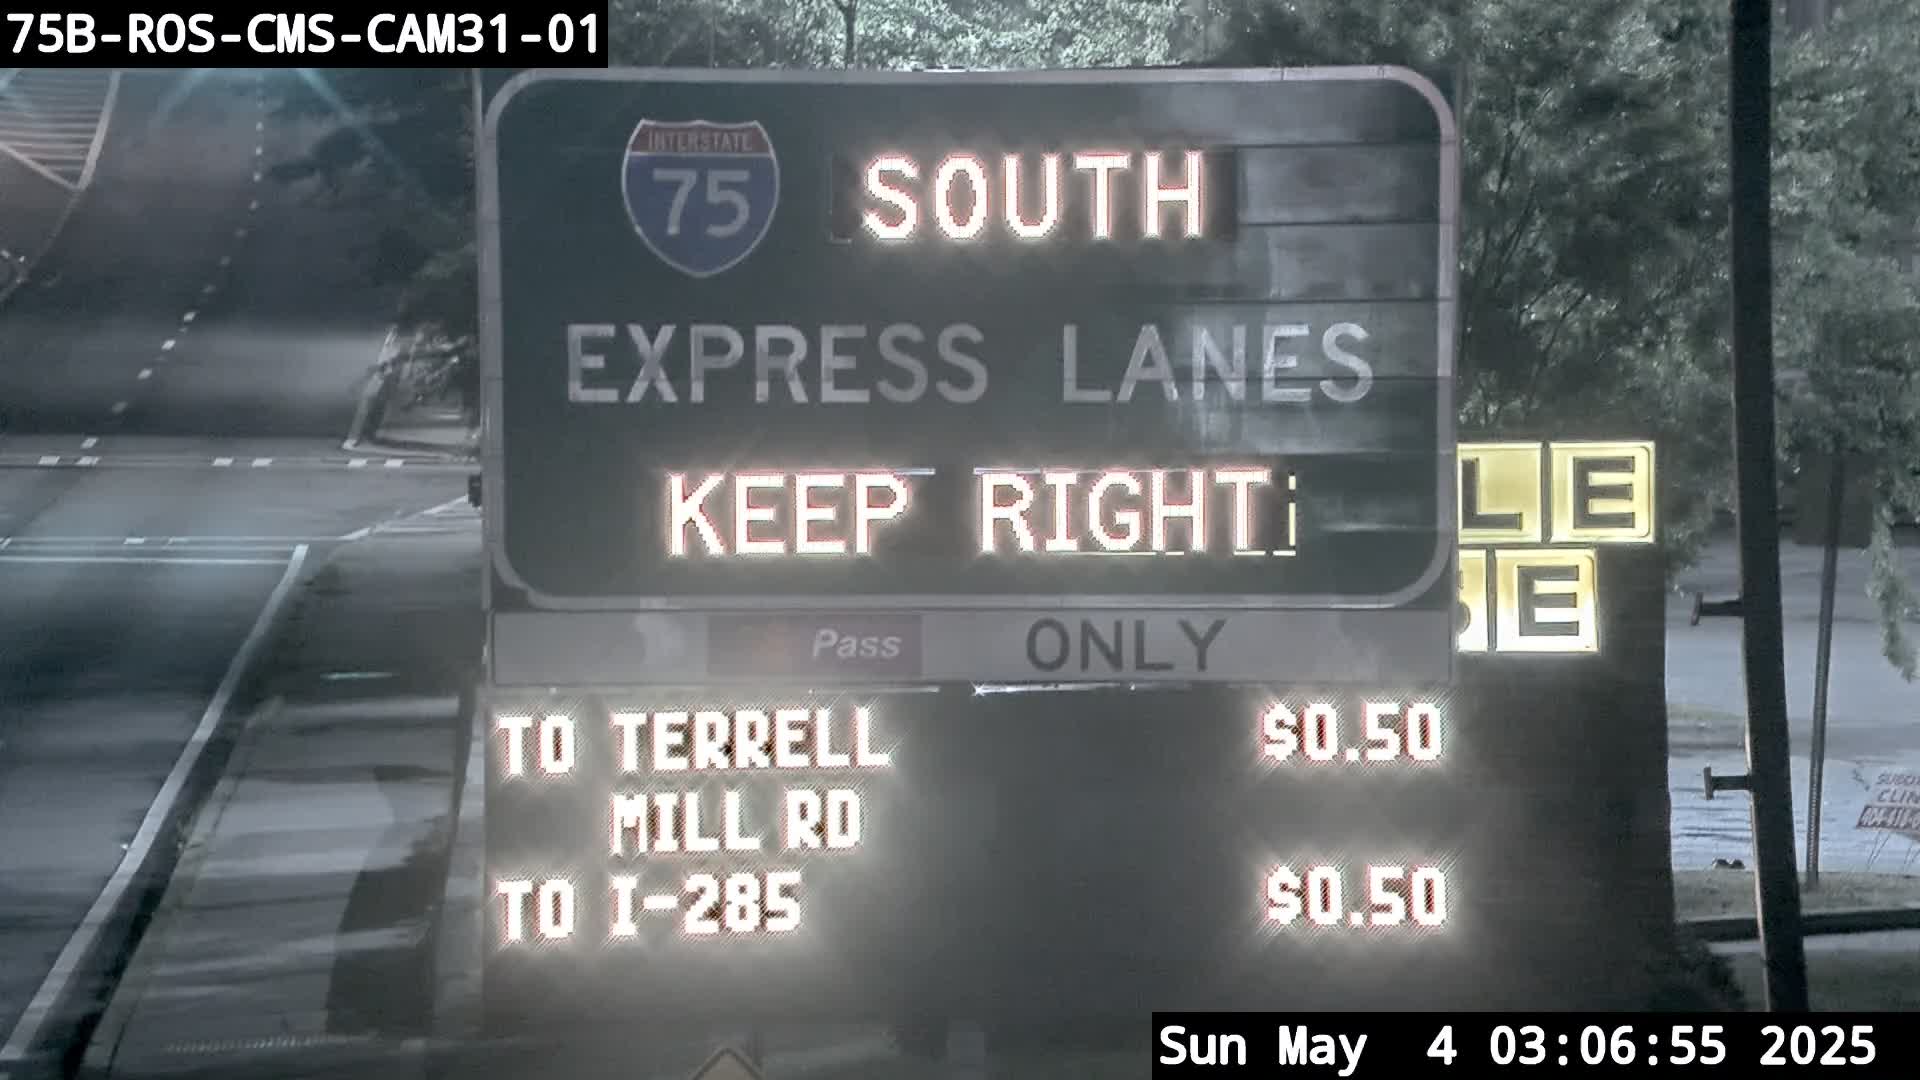 75B-ROS-CMS-CAM31-01
INTERSTATE
75
SOUTH
EXPRESS LANES
KEEP RIGHT
Pass ONLY
TO TERRELL $0.50
MILL RD
TO I-285 $0.50
LE
E
Sun May 4 03:06:55 2025